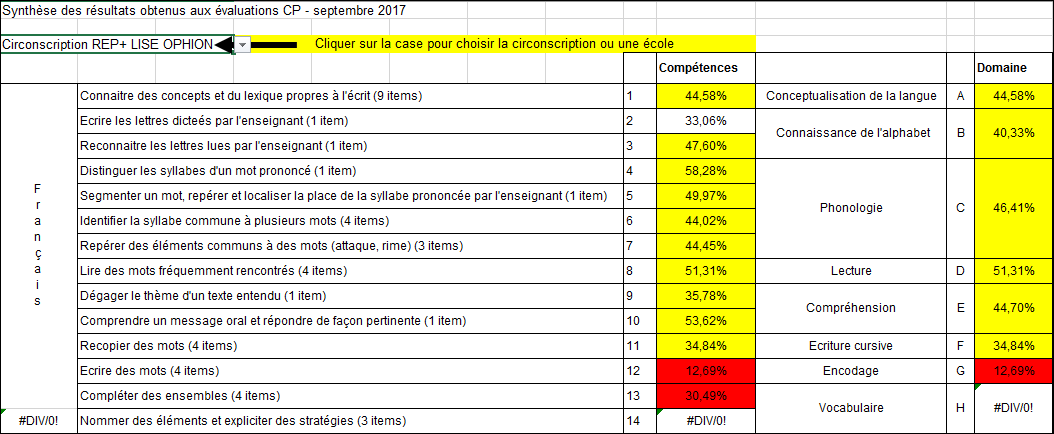 Synthèse des résultats obtenus aux évaluations CP - septembre 2017
Circonscription REP+ LISE OPHION Cliquer sur la case pour choisir la circonscription ou une école
Compétences Domaine
Français
Connaitre des concepts et du lexique propres à l'écrit (9 items) 1 44,58% Conceptualisation de la langue A 44,58%
Ecrire les lettres dicteés par l'enseignant (1 item) 2 33,06%
Connaissance de l'alphabet B 40,33%
Reconnaitre les lettres lues par l'enseignant (1 item) 3 47,60%
Distinguer les syllabes d'un mot prononcé (1 item) 4 58,28%
Segmenter un mot, repérer et localiser la place de la syllabe prononcée par l'enseignant (1 item) 5 49,97%
Phonologie C 46,41%
Identifier la syllabe commune à plusieurs mots (4 items) 6 44,02%
Repérer des éléments communs à des mots (attaque, rime) (3 items) 7 44,45%
Lire des mots fréquemment rencontrés (4 items) 8 51,31% Lecture D 51,31%
Dégager le thème d'un texte entendu (1 item) 9 35,78%
Compréhension E 44,70%
Comprendre un message oral et répondre de façon pertinente (1 item) 10 53,62%
Recopier des mots (4 items) 11 34,84% Ecriture cursive F 34,84%
Ecrire des mots (4 items) 12 12,69% Encodage G 12,69%
Compléter des ensembles (4 items) 13 30,49%
Vocabulaire H #DIV/0!
#DIV/0! Nommer des éléments et expliciter des stratégies (3 items) 14 #DIV/0!